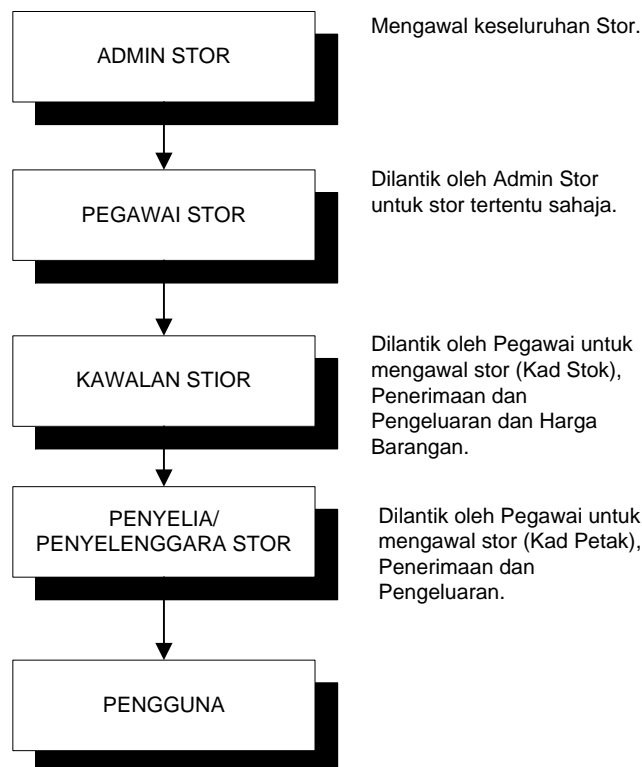 ADMIN STOR
Mengawal keseluruhan Stor.
PEGAWAI STOR
Dilantik oleh Admin Stor
untuk stor tertentu sahaja.
KAWALAN STIOR
Dilantik oleh Pegawai untuk
mengawal stor (Kad Stok),
Penerimaan dan
Pengeluaran dan Harga
Barangan.
PENYELIA/
PENYELENGGARA STOR
Dilantik oleh Pegawai untuk
mengawal stor (Kad Petak),
Penerimaan dan
Pengeluaran.
PENGGUNA